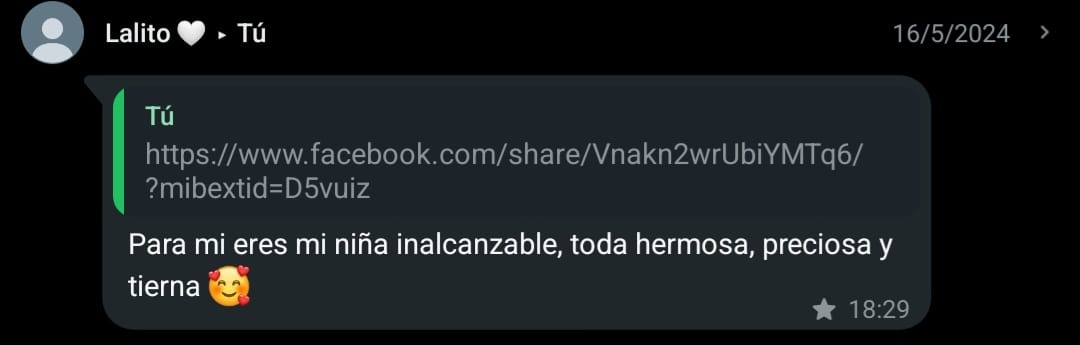 Lalito 🤍 ▸ Tú
16/5/2024
Tú
https://www.facebook.com/share/Vnakn2wrUbiYMTq6/
?mibextid=D5vuiz
Para mi eres mi niña inalcanzable, toda hermosa, preciosa y
tierna 🥰
18:29